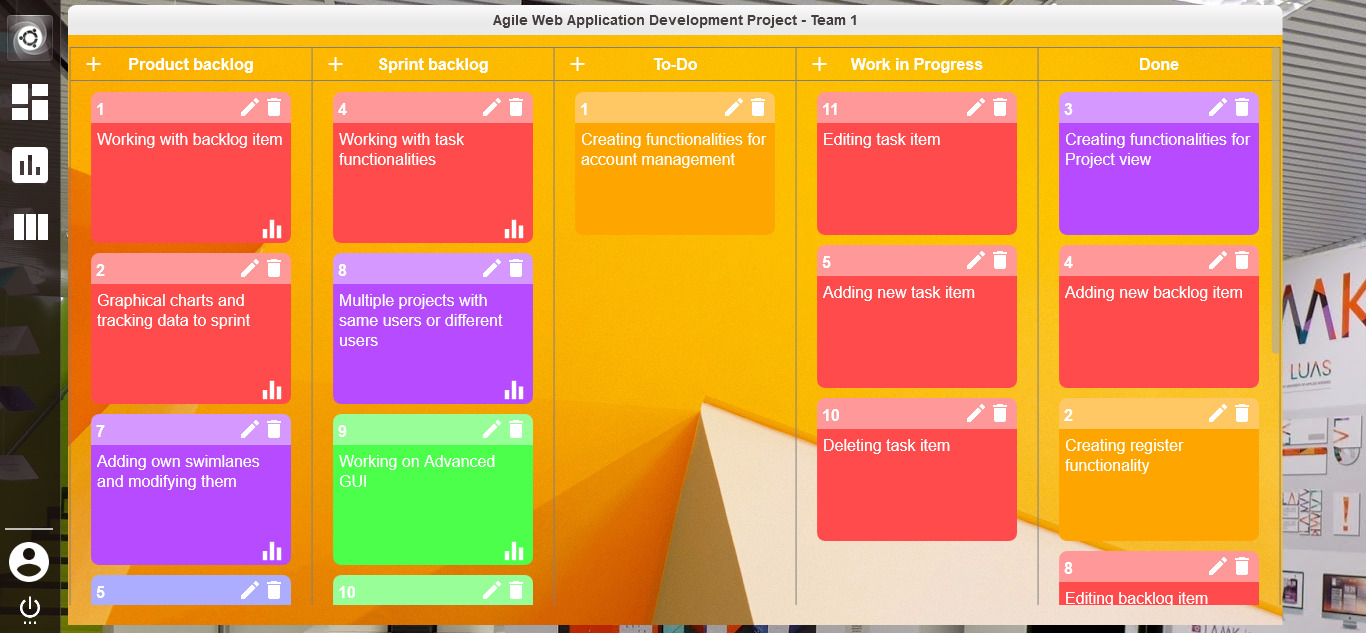 Agile Web Application Development Project - Team 1
Product backlog
Sprint backlog
To-Do
Work in Progress
Done
1
Working with backlog item
2
Graphical charts and
tracking data to sprint
7
Adding own swimlanes
and modifying them
5
4
Working with task
functionalities
8
Multiple projects with
same users or different
users
9
Working on Advanced
GUI
10
1
Creating functionalities for
account management
11
Editing task item
5
Adding new task item
10
Deleting task item
3
Creating functionalities for
Project view
4
Adding new backlog item
2
Creating register
functionality
8
Editing backlog item
LUAS